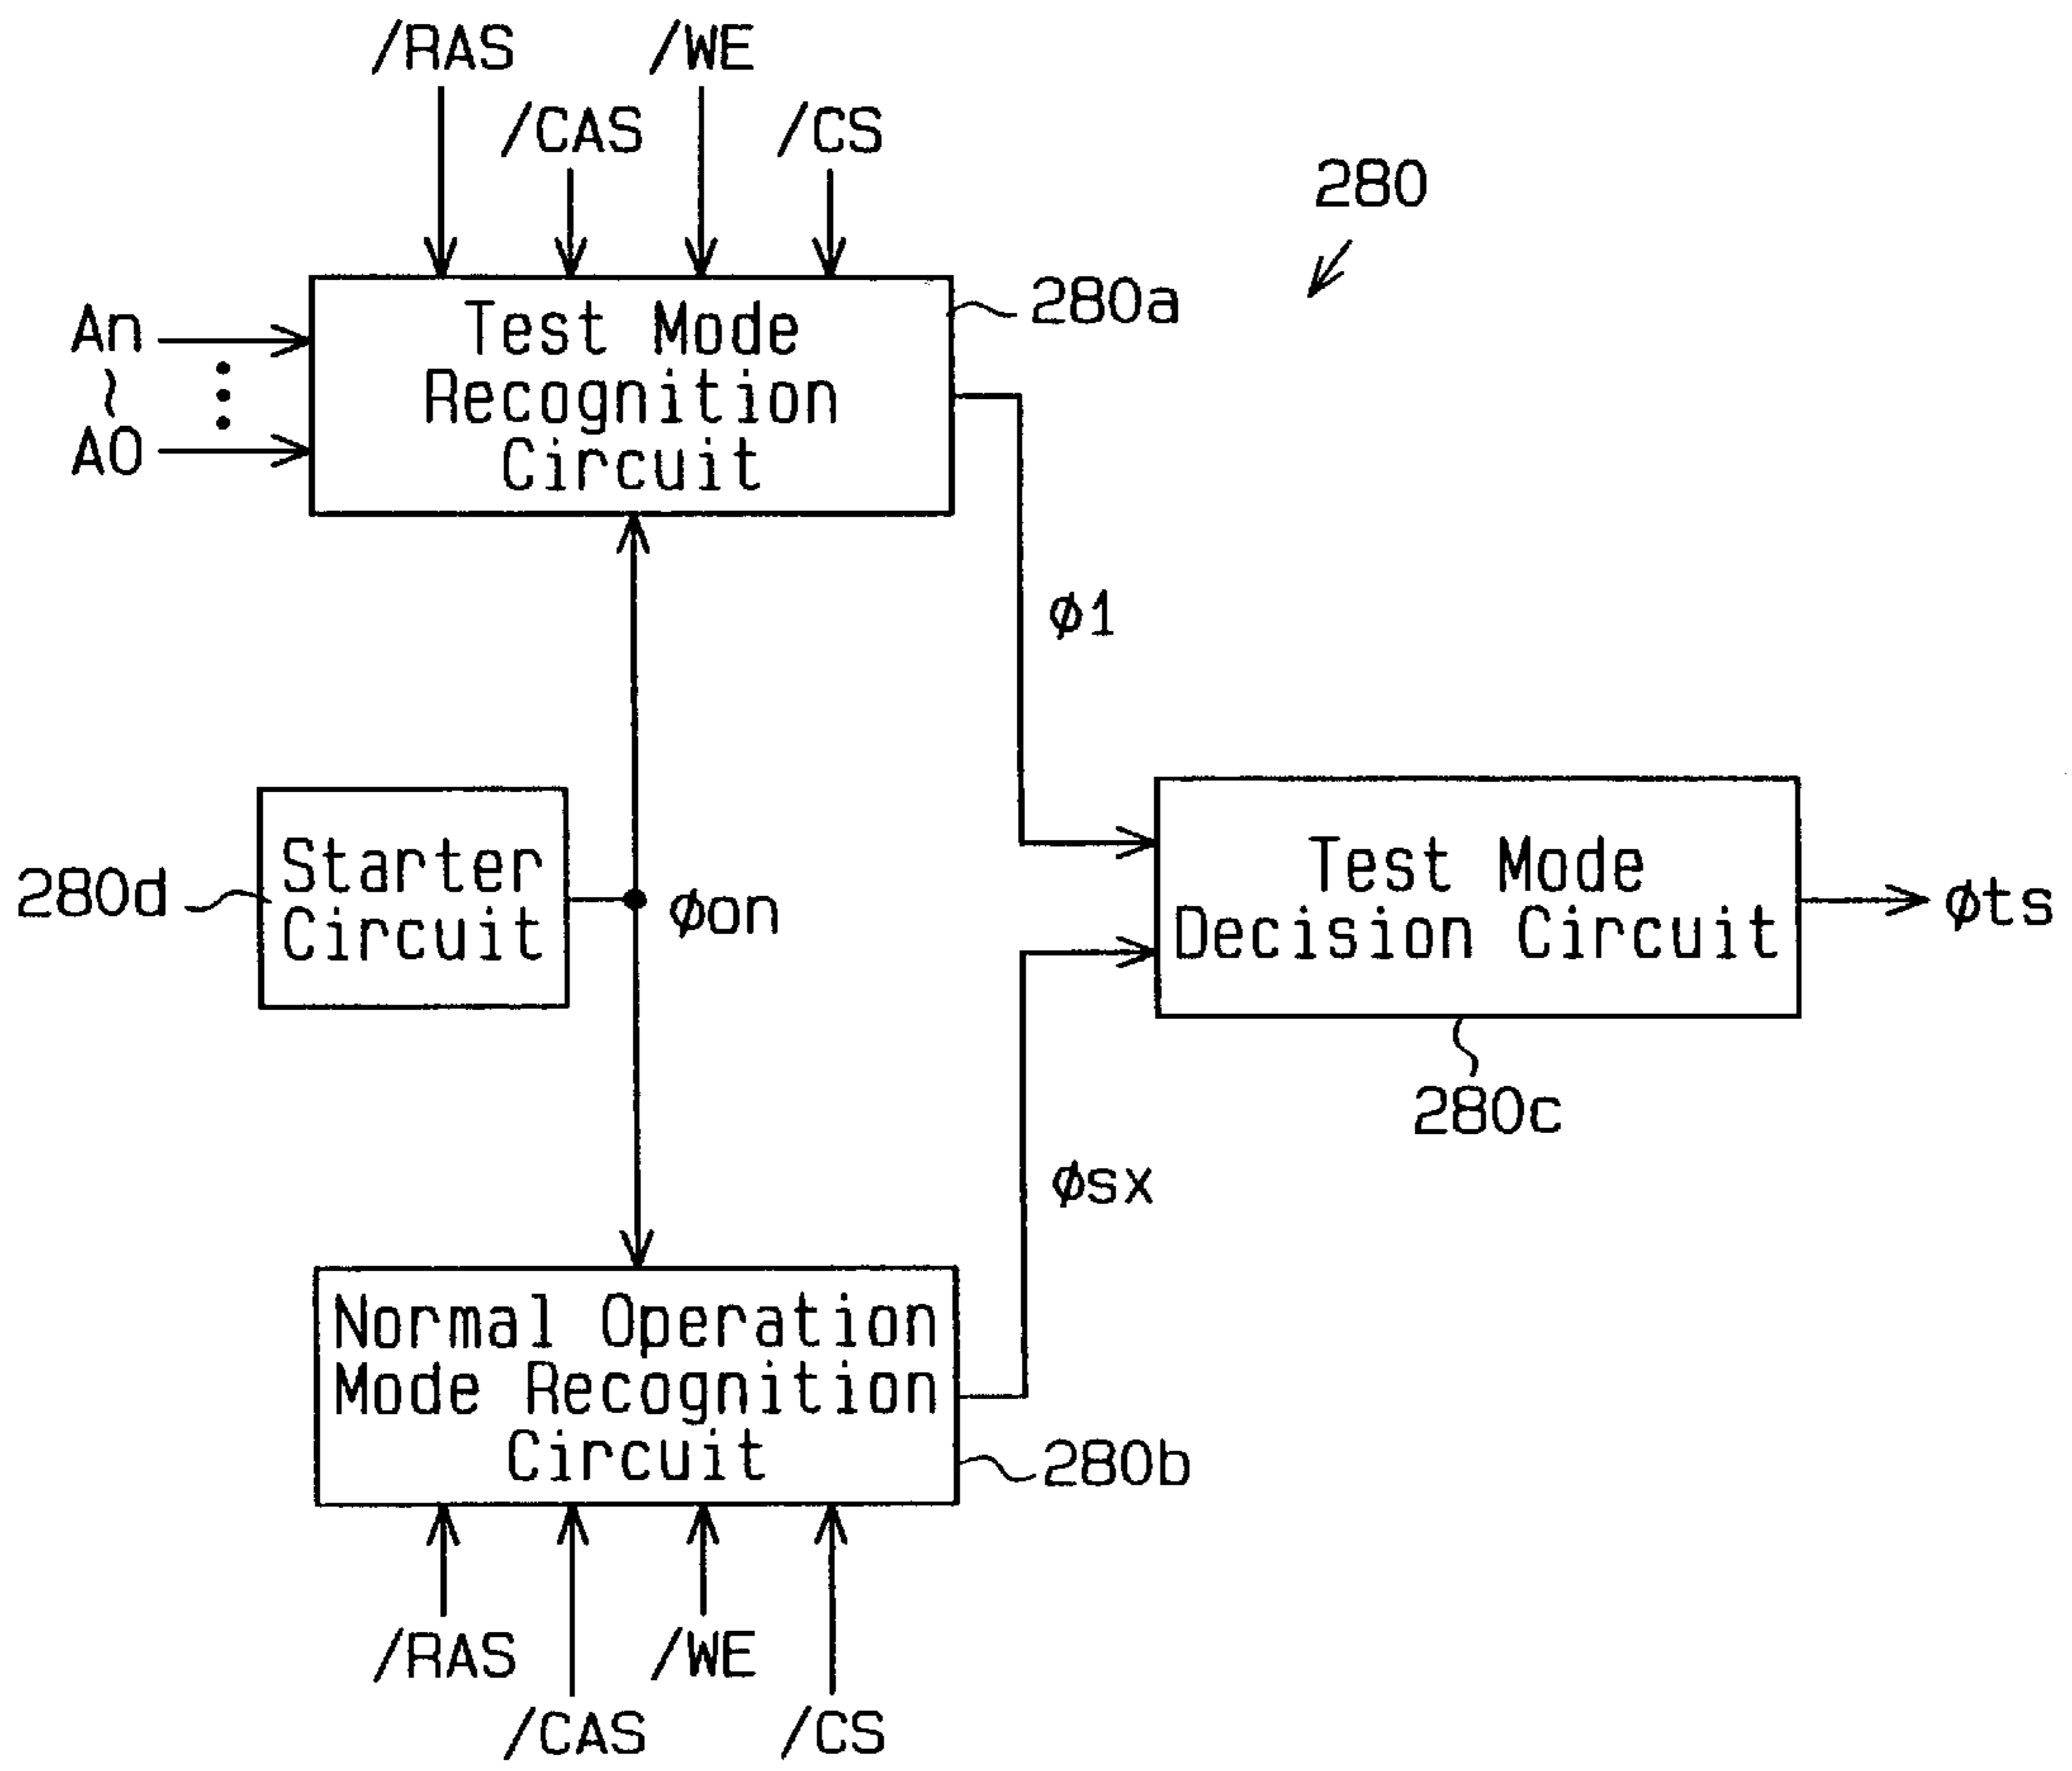 /RAS
/WE
/CAS
/CS
280
280a
An
~
A0
Test Mode
Recognition
Circuit
φ1
280d
Starter
Circuit
φon
Test Mode
Decision Circuit
φts
280c
φsx
Normal Operation
Mode Recognition
Circuit
280b
/RAS
/WE
/CAS
/CS